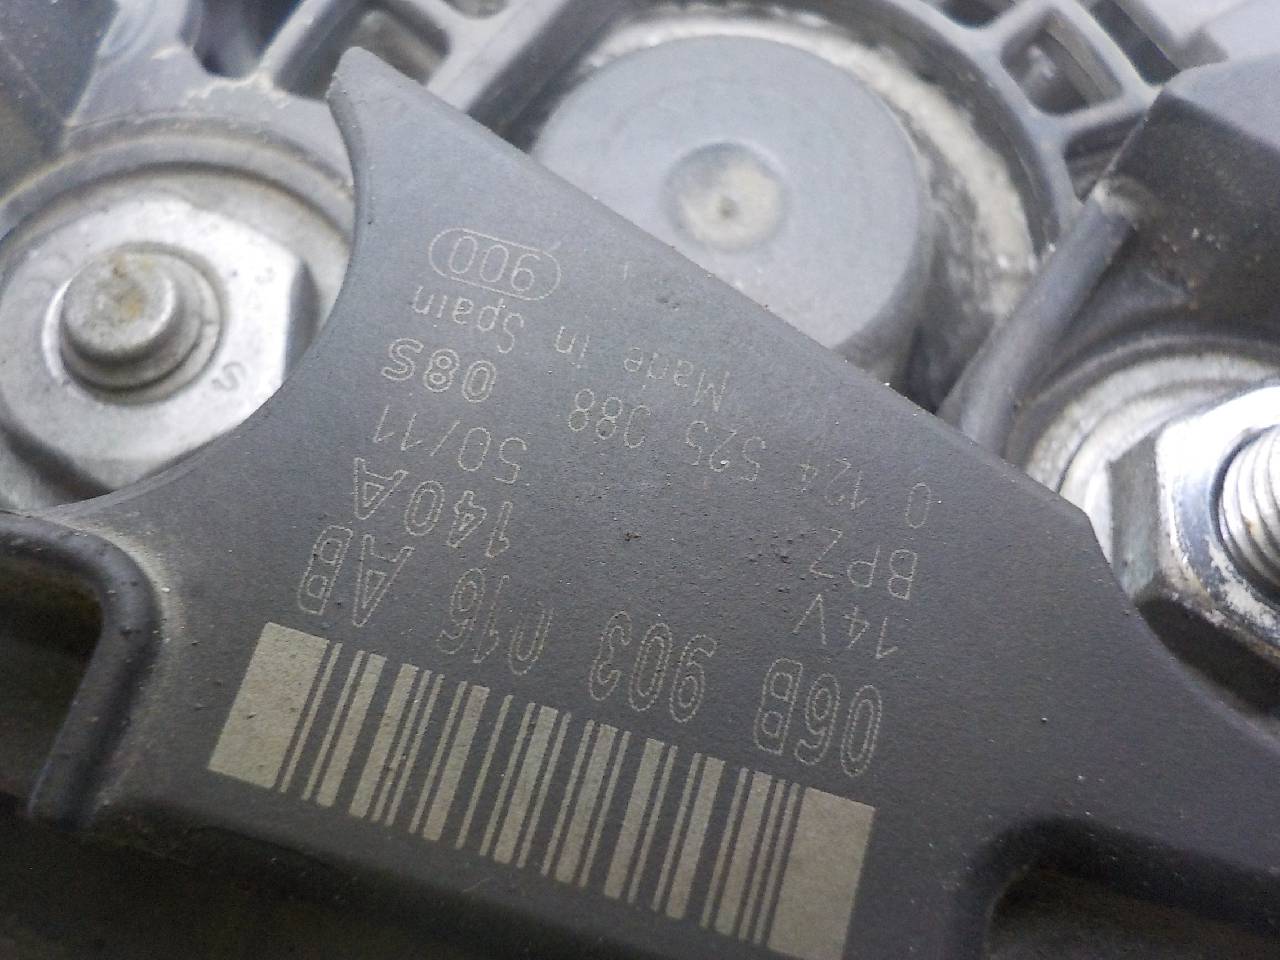 06B 903 016 AB
14V 140A
BPZ 50/11 08S
0 124 525 088
Made in Spain 900
S